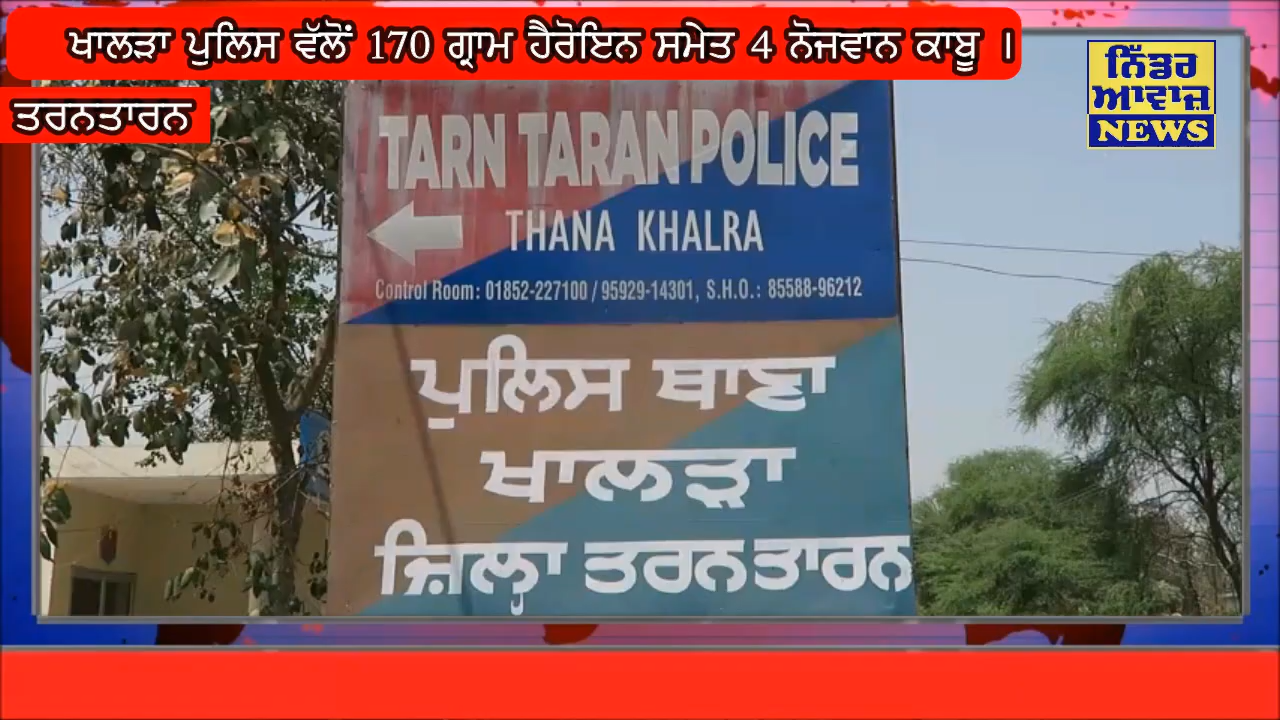 ਖਾਲੜਾ ਪੁਲਿਸ ਵੱਲੋਂ 170 ਗ੍ਰਾਮ ਹੈਰੋਇਨ ਸਮੇਤ 4 ਨੋਜਵਾਨ ਕਾਬੂ ।
ਤਰਨਤਾਰਨ
ਨਿੱਡਰ
ਆਵਾਜ਼
NEWS
TARN TARAN POLICE
THANA KHALRA
Control Room: 01852-227100 / 95929-14301, S.H.O.: 85588-96212
ਪੁਲਿਸ ਥਾਣਾ
ਖਾਲੜਾ
ਜ਼ਿਲ੍ਹਾ ਤਰਨਤਾਰਨ